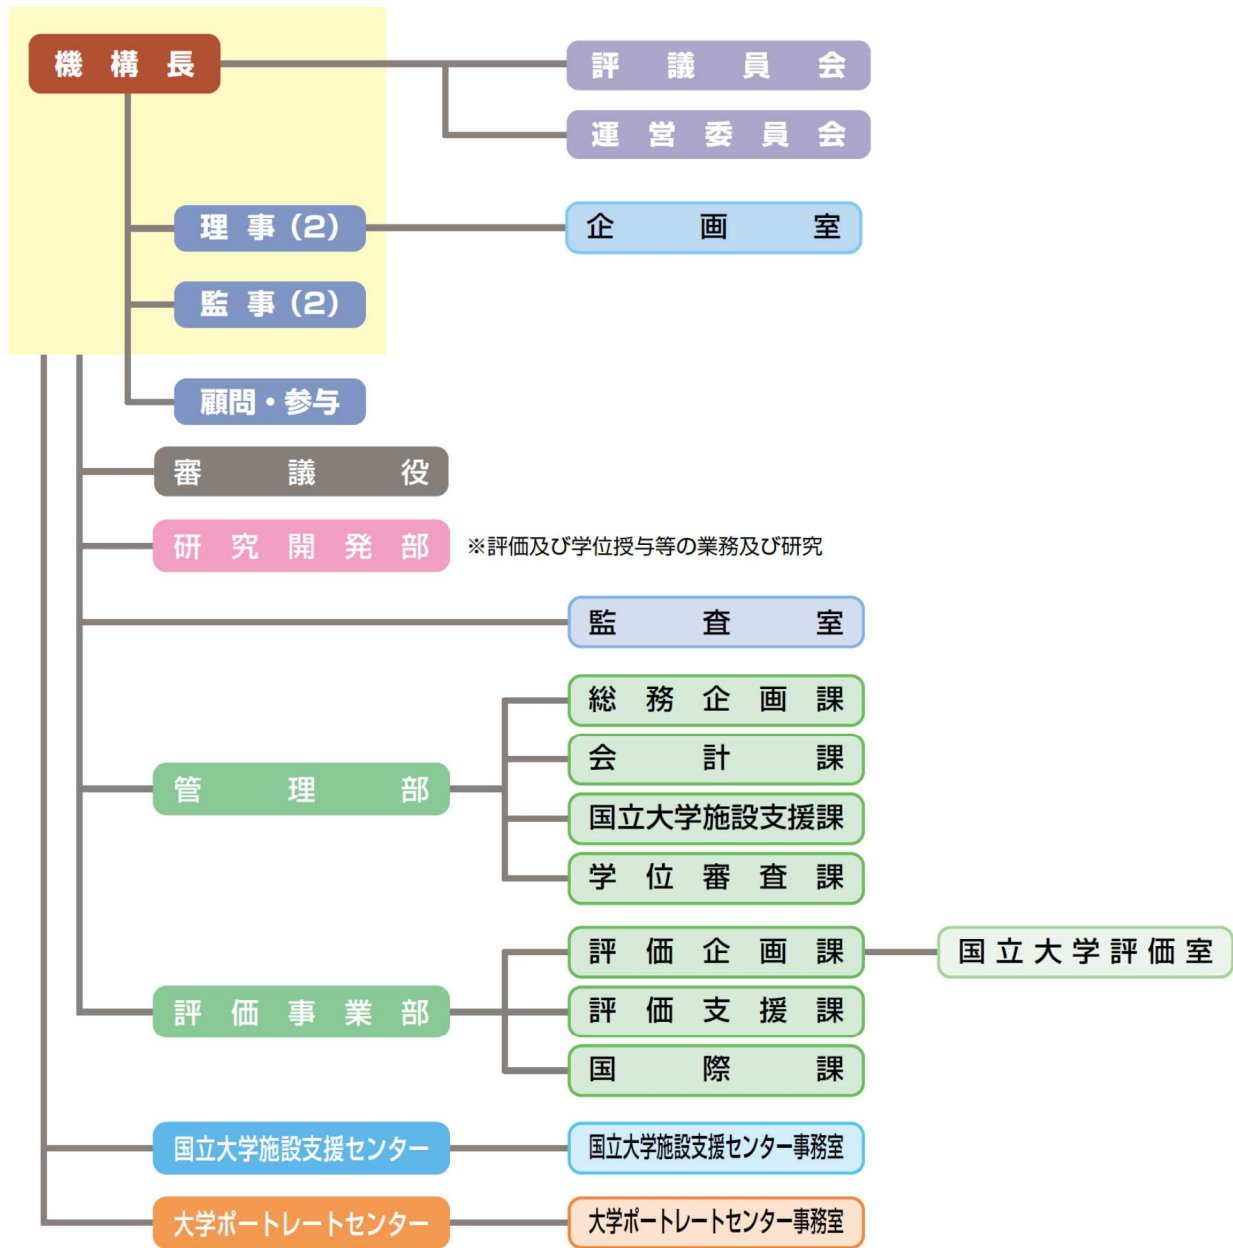 機構長
評議員会
運営委員会
理事（2）
企画室
監事（2）
顧問・参与
審議役
研究開発部
※評価及び学位授与等の業務及び研究
監査室
総務企画課
会計課
管理部
国立大学施設支援課
学位審査課
評価企画課
国立大学評価室
評価事業部
評価支援課
国際課
国立大学施設支援センター
国立大学施設支援センター事務室
大学ポートレートセンター
大学ポートレートセンター事務室